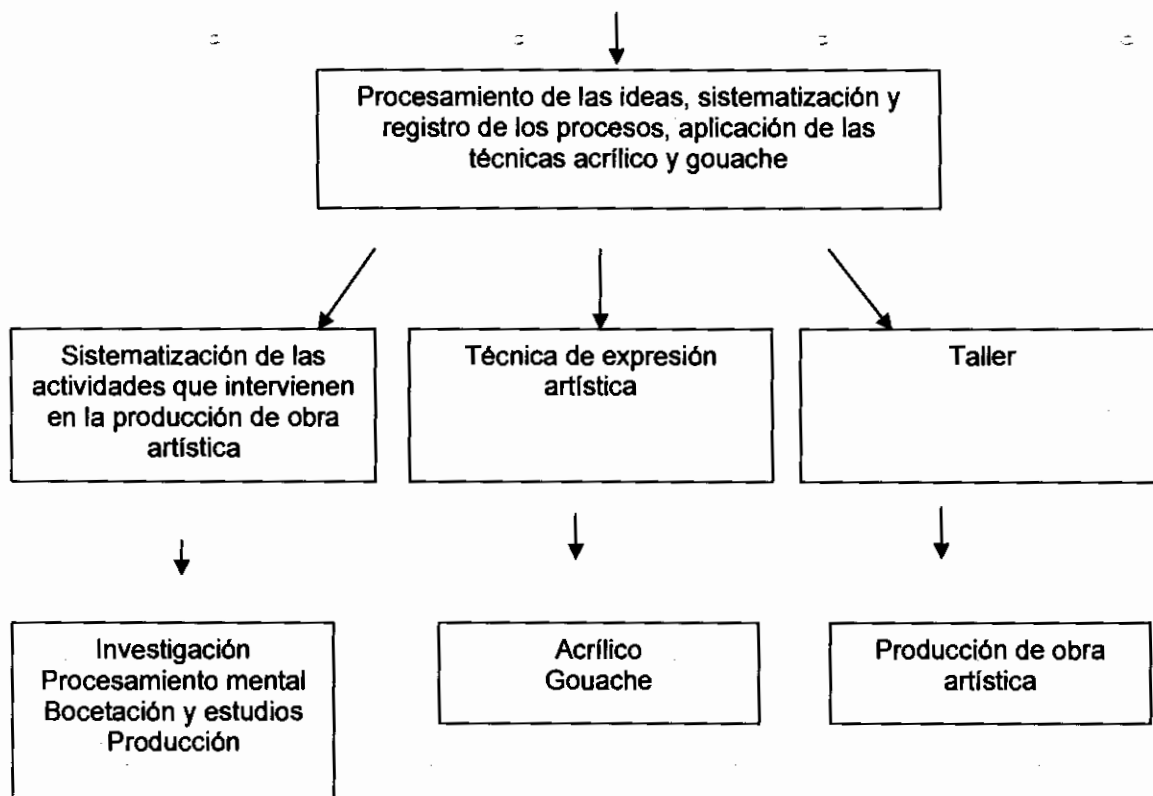 Procesamiento de las ideas, sistematización y
registro de los procesos, aplicación de las
técnicas acrílico y gouache
Sistematización de las
actividades que intervienen
en la producción de obra
artística
Técnica de expresión
artística
Taller
Investigación
Procesamiento mental
Bocetación y estudios
Producción
Acrílico
Gouache
Producción de obra
artística